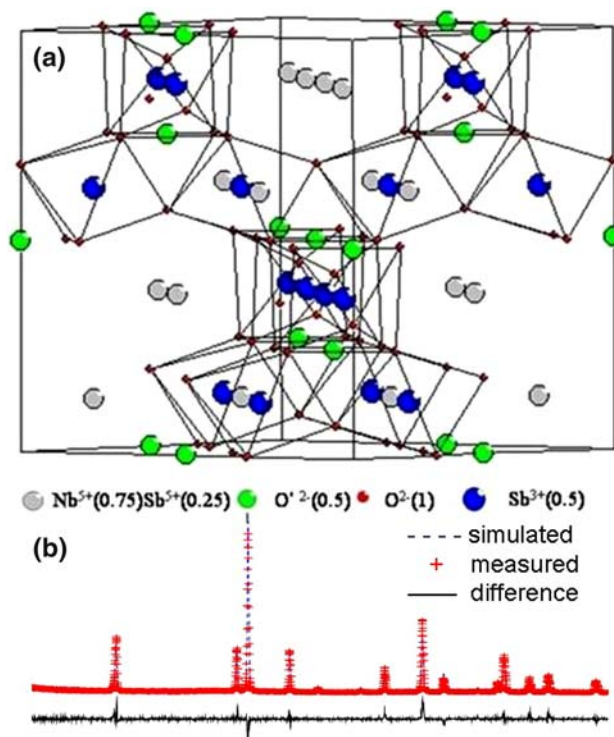 (a)
Nb⁵⁺(0.75)Sb⁵⁺(0.25) O' ²⁻(0.5) O²⁻(1) Sb³⁺(0.5)
(b)
simulated
measured
difference